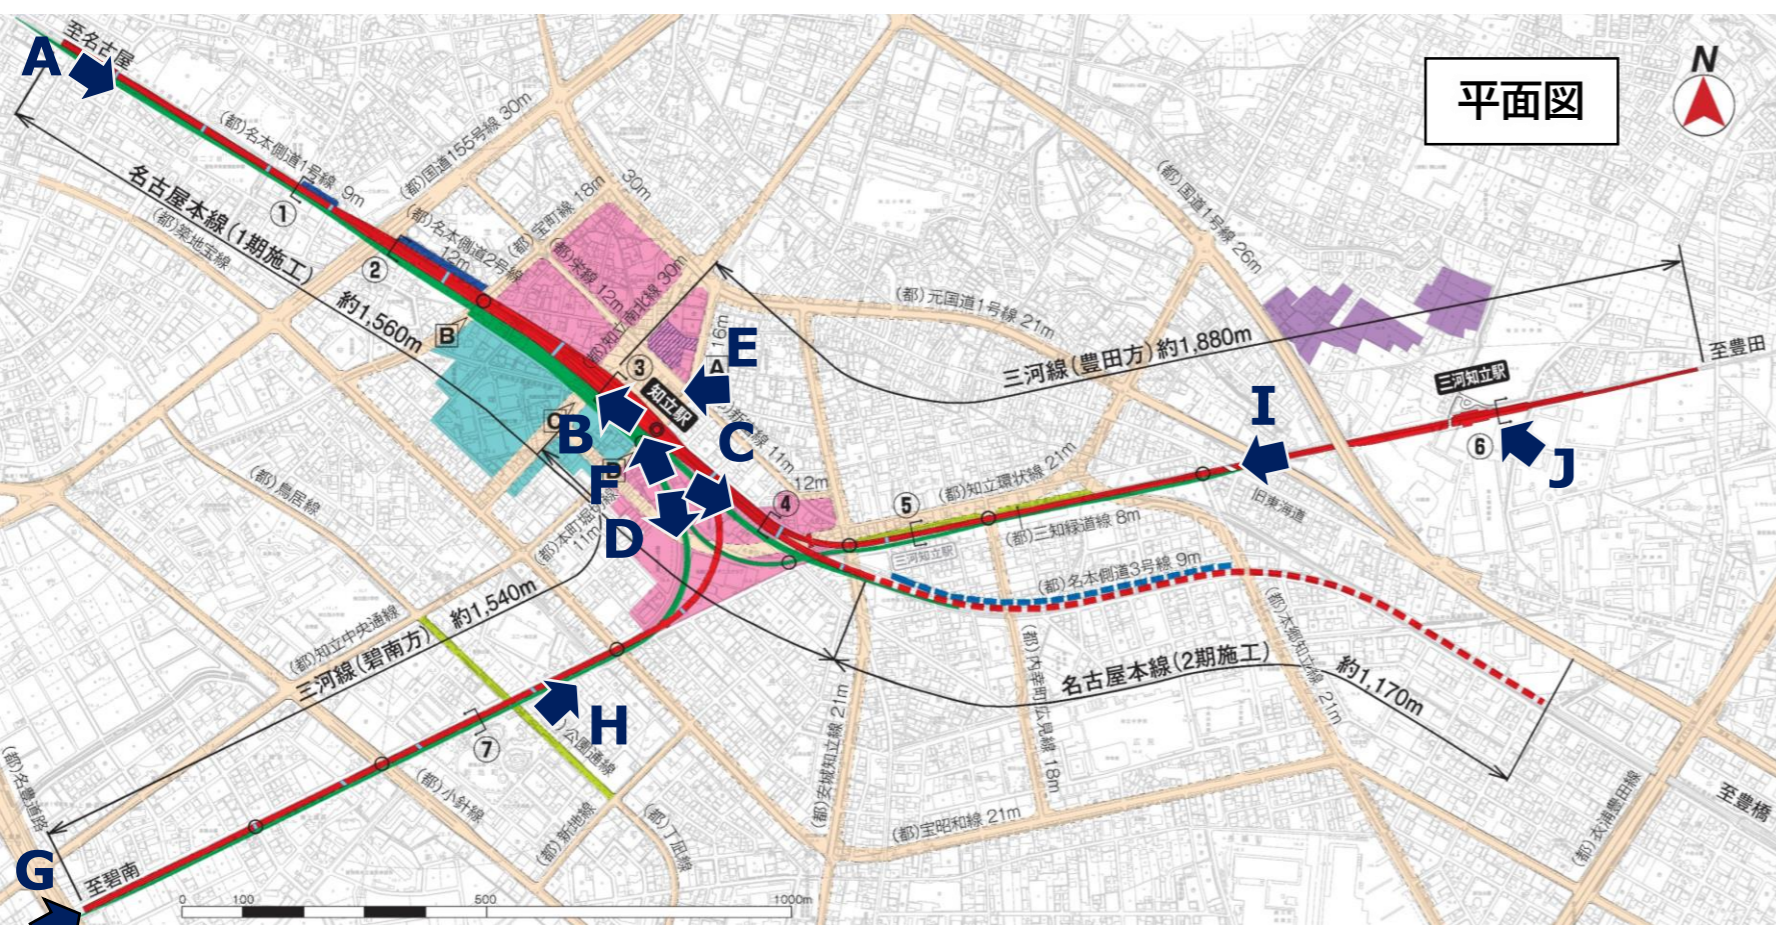 平面図
N
A
至名古屋
(都)名本側道1号線 9m
(都)国道155号線 30m
30m
(都)国道1号線 26m
①
名古屋本線(1期施工)
約1,560m
(都)築地宝線
(都)宝町線 18m
(都)名本側道2号線
12m
②
(都)栄線 12m
(都)知立南北線 30m
16m
(都)元国道1号線 21m
三河線(豊田方)約1,880m
至豊田
三河知立駅
B
③
A
E
知立駅
C
B
C
(都)新富線 11m
12m
I
⑥
J
F
D
④
⑤
(都)知立環状線 21m
旧東海道
(都)鳥居線
(都)本町堀切線
11m
三河知立駅
(都)三知緑道線 8m
(都)名本側道3号線 9m
三河線(碧南方)
約1,540m
(都)知立中央通線
(都)内幸町広見線 18m
名古屋本線(2期施工)
約1,170m
(都)本郷知立線 21m
H
⑦
公園通線
(都)安城知立線 21m
(都)名豊道路
(都)小針線
(都)新地線
(都)丁凪線
(都)宝昭和線 21m
(都)衣浦豊田線
至豊橋
G
至碧南
0 100 500 1000m